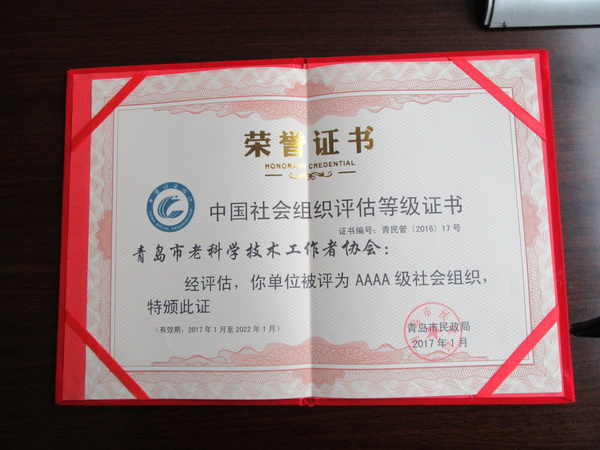 荣誉证书
HONORARY CREDENTIAL
中国社会组织评估等级证书
证书编号：青民管〔2016〕17号
青岛市老科学技术工作者协会：
经评估，你单位被评为 AAAA 级社会组织，
特颁此证
（有效期：2017年1月至2022年1月）
青岛市民政局
2017年1月